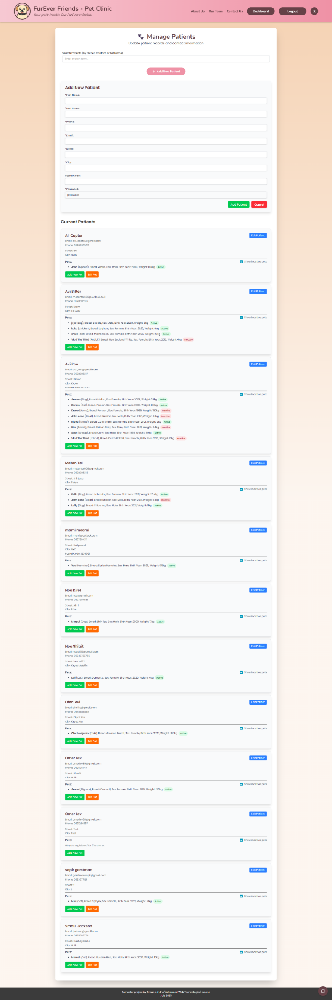 FurEver Friends - Pet Clinic
Your pet's health. Our FurEver mission.
About Us
Our Team
Contact Us
Dashboard
Logout
Manage Patients
Update patient records and contact information
Search Patients (by Owner, Contact, or Pet Name)
Enter search term...
+ Add New Patient
Add New Patient
*First Name:
*Last Name:
*Phone:
*Email:
*Street:
*City:
Postal Code:
*Password:
password
Add Patient
Cancel
Current Patients
Ali Copter
Edit Patient
Email: ali_copter@gmail.com
Phone: 0528035599
Street: avi
City: haifa
Pets:
Show inactive pets
• Josh (Alpaca), Breed: White , Sex: Male, Birth Year: 2000, Weight: 150kg Active
Add New Pet
Edit Pet
Avi Bitter
Edit Patient
Email: matantal606@outlook.co.il
Phone: 0528305315
Street: Drom
City: Tel Aviv
Pets:
Show inactive pets
• jojo (dog), Breed: poodle, Sex: Male, Birth Year: 2024, Weight: 5kg Active
• koko (chicken), Breed: Leghorn, Sex: Female, Birth Year: 2025, Weight: 6kg Active
• shuki (cat), Breed: Maine Coon, Sex: Female, Birth Year: 2020, Weight: 20kg Active
• Vlad The Third (Rabbit), Breed: New Zealand White, Sex: Female, Birth Year: 2012, Weight: 4kg Inactive
Add New Pet
Edit Pet
Avi Ron
Edit Patient
Email: avi_ron@gmail.com
Phone: 0528305317
Street: Rimon
City: Kyoto
Postal Code: 1233212
Pets:
Show inactive pets
• Amnon (Dog), Breed: Maltez, Sex: Female, Birth Year: 2005, Weight: 25kg Active
• Bonnie (Cat), Breed: Persian, Sex: Female, Birth Year: 2000, Weight: 100kg Active
• Drake (Horse), Breed: Persian , Sex: Female, Birth Year: 1999, Weight: 150kg Inactive
• John cena (Goat), Breed: Nubian, Sex: Male, Birth Year: 2018, Weight: 1.8kg Inactive
• Kipod (Snake), Breed: Corn snake, Sex: Female, Birth Year: 2001, Weight: 3kg Active
• Kiwi (Parrot), Breed: African Grey, Sex: Male, Birth Year: 2021, Weight: 0.4kg Inactive
• Sean (Sheep), Breed: Curly, Sex: Male, Birth Year: 1998, Weight: 80kg Active
• Vlad The Third (rabbit), Breed: Dutch Rabbit, Sex: Female, Birth Year: 2013, Weight: 13kg Inactive
Add New Pet
Edit Pet
Matan Tal
Edit Patient
Email: matantal606@gmail.com
Phone: 0528305315
Street: shinjuku
City: Tokyo
Pets:
Show inactive pets
• Bella (Dog), Breed: Labrador, Sex: Female, Birth Year: 2021, Weight: 25.4kg Active
• John cena (Goat), Breed: Nubian, Sex: Male, Birth Year: 2018, Weight: 1.8kg Inactive
• Luffy (Dog), Breed: Shiba Inu, Sex: Male, Birth Year: 2021, Weight: 11kg Active
Add New Pet
Edit Pet
momi moomi
Edit Patient
Email: momi@outlook.com
Phone: 0527894311
Street: Hollywood
City: NYC
Postal Code: 1234561
Pets:
Show inactive pets
• Yos (Hamster), Breed: Syrian Hamster, Sex: Male, Birth Year: 2025, Weight: 0.5kg Active
Add New Pet
Edit Pet
Noa Kirel
Edit Patient
Email: noa@gmail.com
Phone: 0527894561
Street: Ain li
City: Exim
Pets:
Show inactive pets
• Mergui (Dog), Breed: Shih Tzu, Sex: Male, Birth Year: 2000, Weight: 17kg Active
Add New Pet
Edit Pet
Noa Shitrit
Edit Patient
Email: noas1712@gmail.com
Phone: 05243733755
Street: ben zvi 12
City: Kiryat Motzkin
Pets:
Show inactive pets
• Lali (Cat), Breed: Domestic, Sex: Female, Birth Year: 2020, Weight: 6kg Active
Add New Pet
Edit Pet
Ofer Levi
Edit Patient
Email: oferiko@gmail.com
Phone: 0555555555
Street: Kiryat Ata
City: Kiryat Ata
Pets:
Show inactive pets
• Ofer Levi junior (Tuki), Breed: Amazon Parrot, Sex: Female, Birth Year: 2020, Weight: 700kg Active
Add New Pet
Edit Pet
Omer Lev
Edit Patient
Email: omerlev99@gmail.com
Phone: 0525351717
Street: Shonit
City: Haifa
Pets:
Show inactive pets
• Arnon (Aligator), Breed: Crocodil, Sex: Female, Birth Year: 1995, Weight: 120kg Active
Add New Pet
Edit Pet
Omer Lev
Edit Patient
Email: omerlev98@gmail.com
Phone: 0521234567
Street: Test
City: Test
Pets:
Show inactive pets
No pets registered for this owner.
Add New Pet
sapir gerstman
Edit Patient
Email: gerstmansapir@gmail.com
Phone: 0523577121
Street: t
City: t
Pets:
Show inactive pets
• Mia (Cat), Breed: Sphynx, Sex: Female, Birth Year: 2022, Weight: 10kg Active
Add New Pet
Edit Pet
Smaul Jackson
Edit Patient
Email: jackson@gmail.com
Phone: 0525702274
Street: Hashayara 14
City: Haifa
Pets:
Show inactive pets
• Marvel (Cat), Breed: Russian Blue, Sex: Male, Birth Year: 2024, Weight: 10kg Active
Add New Pet
Edit Pet
Semester project by Group 4 in the "Advanced Web Technologies" course
July 2025